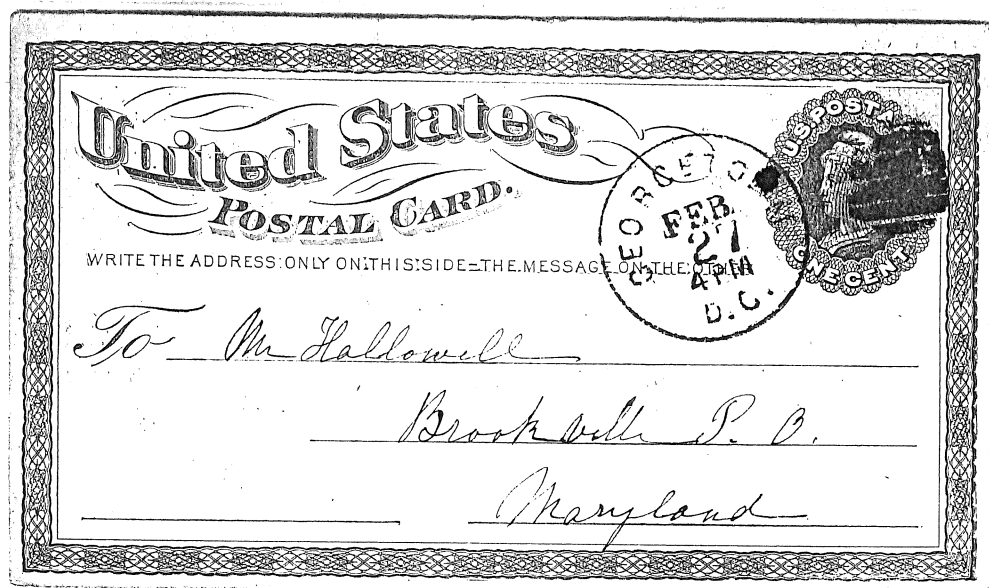 United States
POSTAL CARD.
WRITE THE ADDRESS ONLY ON THIS SIDE-THE MESSAGE ON THE OTHER
U.S. POSTAGE
ONE CENT
GEORGETOWN
FEB
27
4PM
D.C.
To Mr Hallowell
Brookville P. O.
Maryland